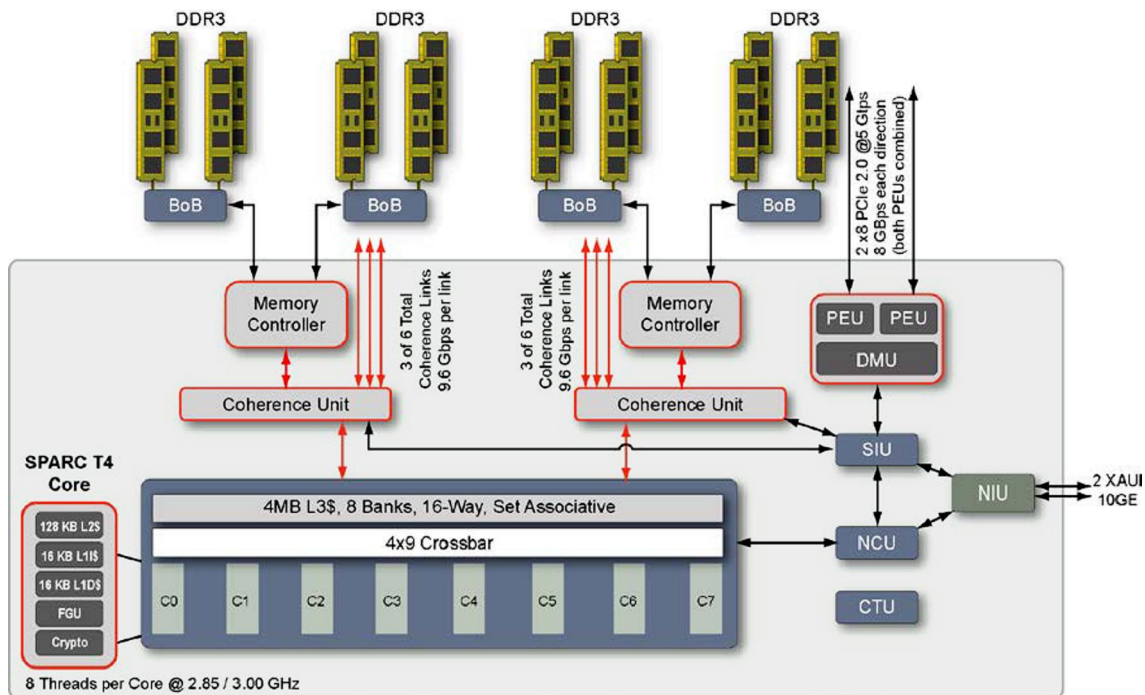 DDR3
DDR3
DDR3
DDR3
BoB
BoB
BoB
BoB
2 x8 PCIe 2.0 @5 Gtps
8 GBps each direction
(both PEUs combined)
Memory
Controller
3 of 6 Total
Coherence Links
9.6 Gbps per link
3 of 6 Total
Coherence Links
9.6 Gbps per link
Memory
Controller
PEU
PEU
DMU
Coherence Unit
Coherence Unit
SIU
NIU
2 XAUI
10GE
NCU
CTU
SPARC T4
Core
128 KB L2$
16 KB L1I$
16 KB L1D$
FGU
Crypto
4MB L3$, 8 Banks, 16-Way, Set Associative
4x9 Crossbar
C0
C1
C2
C3
C4
C5
C6
C7
8 Threads per Core @ 2.85 / 3.00 GHz